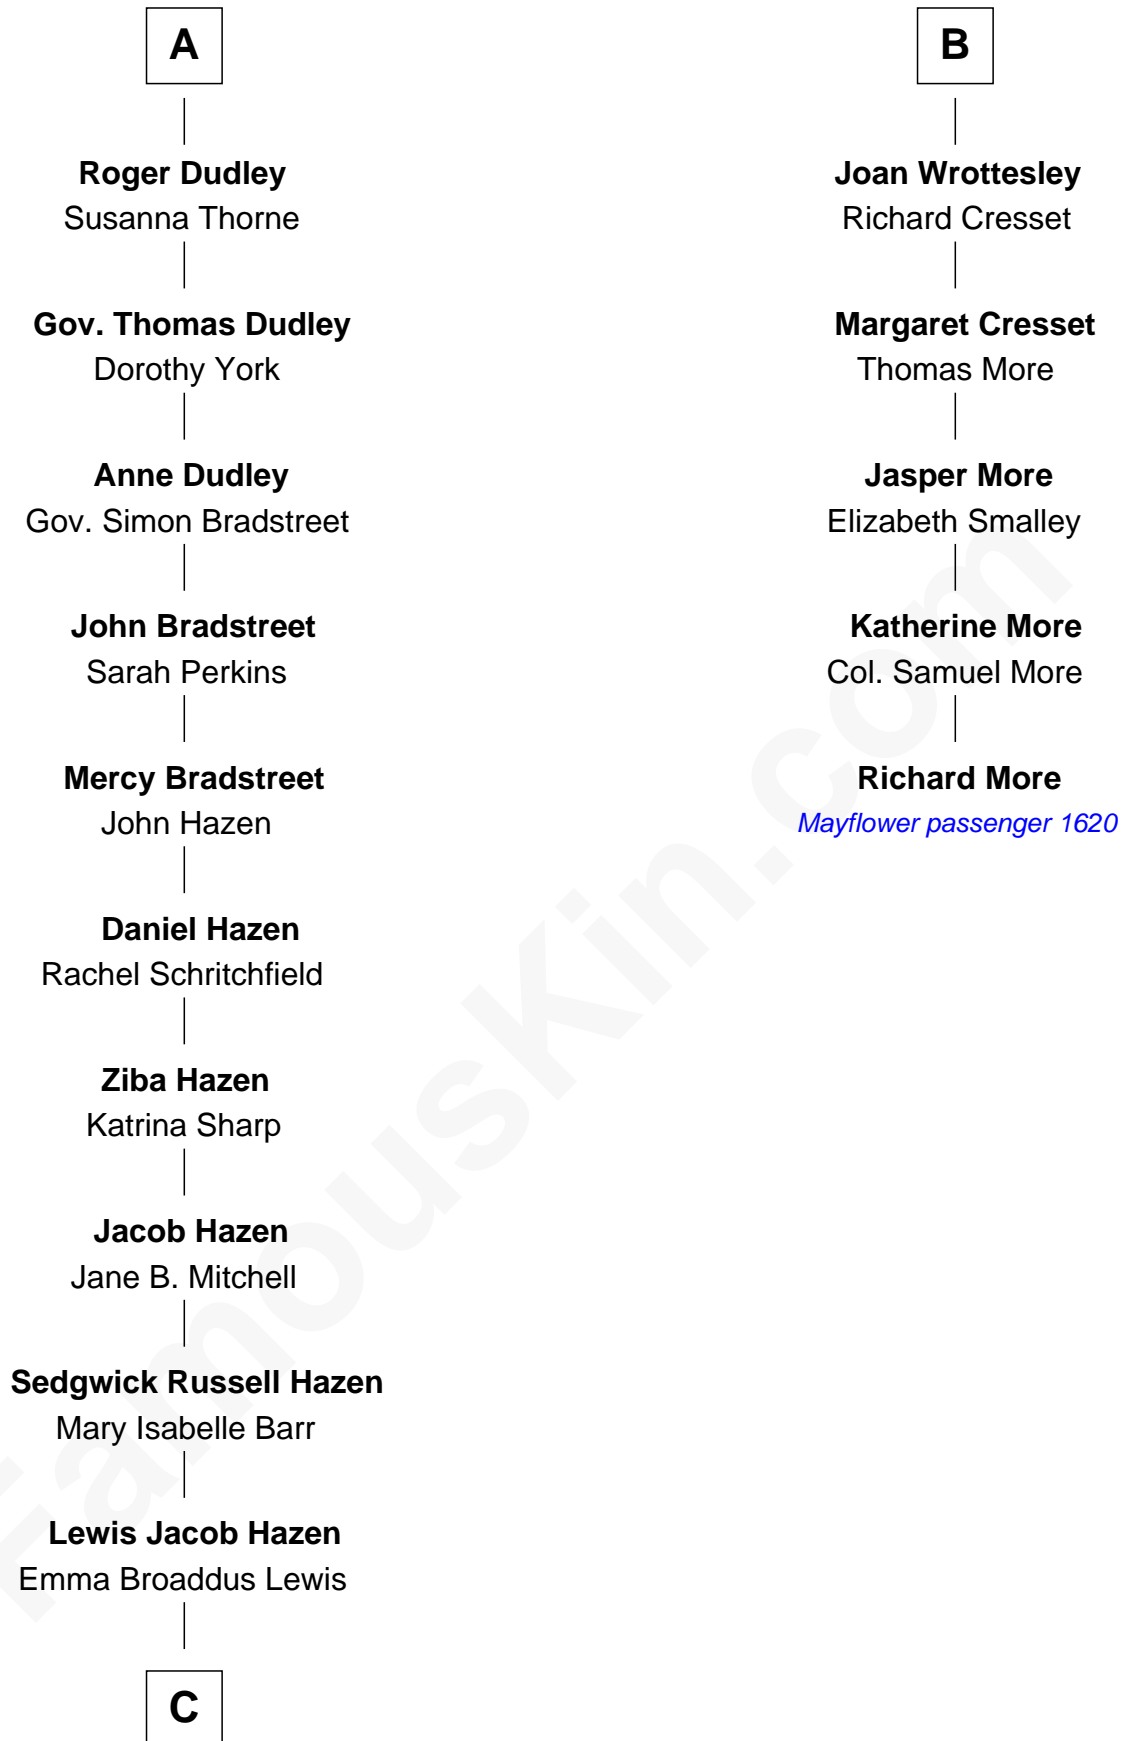 A
Roger Dudley
Susanna Thorne
Gov. Thomas Dudley
Dorothy York
Anne Dudley
Gov. Simon Bradstreet
John Bradstreet
Sarah Perkins
Mercy Bradstreet
John Hazen
Daniel Hazen
Rachel Schritchfield
Ziba Hazen
Katrina Sharp
Jacob Hazen
Jane B. Mitchell
Sedgwick Russell Hazen
Mary Isabelle Barr
Lewis Jacob Hazen
Emma Broaddus Lewis
C
B
Joan Wrottesley
Richard Cresset
Margaret Cresset
Thomas More
Jasper More
Elizabeth Smalley
Katherine More
Col. Samuel More
Richard More
Mayflower passenger 1620
FamousKin.com